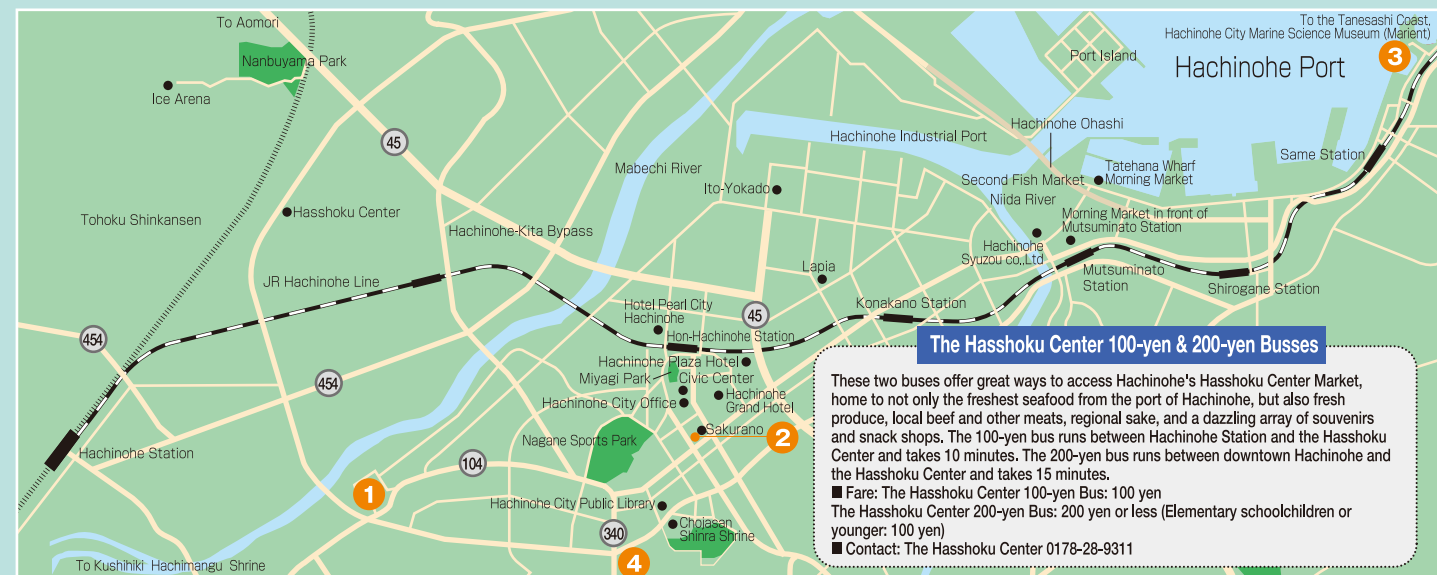 To Aomori
Nanbuyama Park
Ice Arena
45
Tohoku Shinkansen
Hasshoku Center
Hachinohe-Kita Bypass
Mabechi River
JR Hachinohe Line
454
454
Hachinohe Station
To Kushihiki Hachimangu Shrine
1
104
Nagane Sports Park
Hachinohe City Public Library
340
4
Chojasan
Shinra Shrine
Hotel Pearl City
Hachinohe
Hon-Hachinohe Station
Hachinohe Plaza Hotel
Miyagi Park
Civic Center
Hachinohe City Office
Hachinohe
Grand Hotel
Sakurano
2
45
Ito-Yokado
Lapia
Konakano Station
Hachinohe Industrial Port
Port Island
Hachinohe Ohashi
Second Fish Market
Tatehana Wharf
Morning Market
Niida River
Morning Market in front of
Mutsuminato Station
Hachinohe
Syuzou co,.Ltd
Mutsuminato
Station
Shirogane Station
Same Station
To the Tanesashi Coast,
Hachinohe City Marine Science Museum (Marient)
Hachinohe Port
3
The Hasshoku Center 100-yen & 200-yen Busses
These two buses offer great ways to access Hachinohe's Hasshoku Center Market,
home to not only the freshest seafood from the port of Hachinohe, but also fresh
produce, local beef and other meats, regional sake, and a dazzling array of souvenirs
and snack shops. The 100-yen bus runs between Hachinohe Station and the Hasshoku
Center and takes 10 minutes. The 200-yen bus runs between downtown Hachinohe and
the Hasshoku Center and takes 15 minutes.
■ Fare: The Hasshoku Center 100-yen Bus: 100 yen
The Hasshoku Center 200-yen Bus: 200 yen or less (Elementary schoolchildren or
younger: 100 yen)
■ Contact: The Hasshoku Center 0178-28-9311